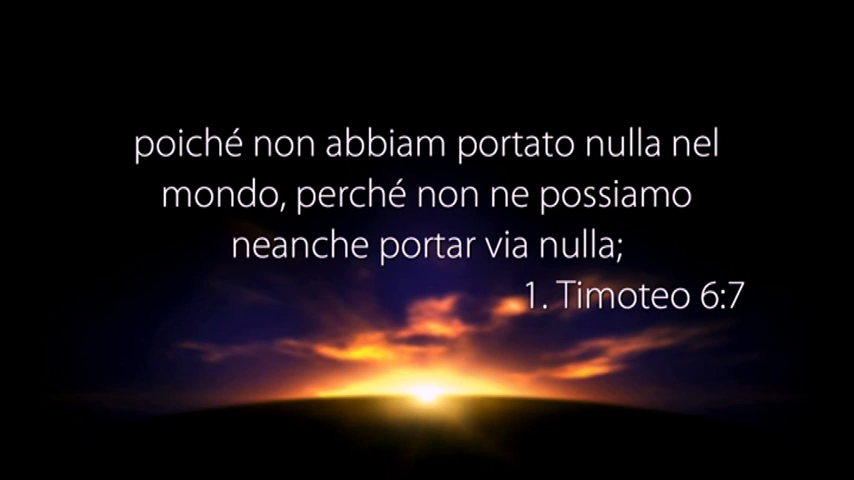 poiché non abbiam portato nulla nel
mondo, perché non ne possiamo
neanche portar via nulla;
1. Timoteo 6:7